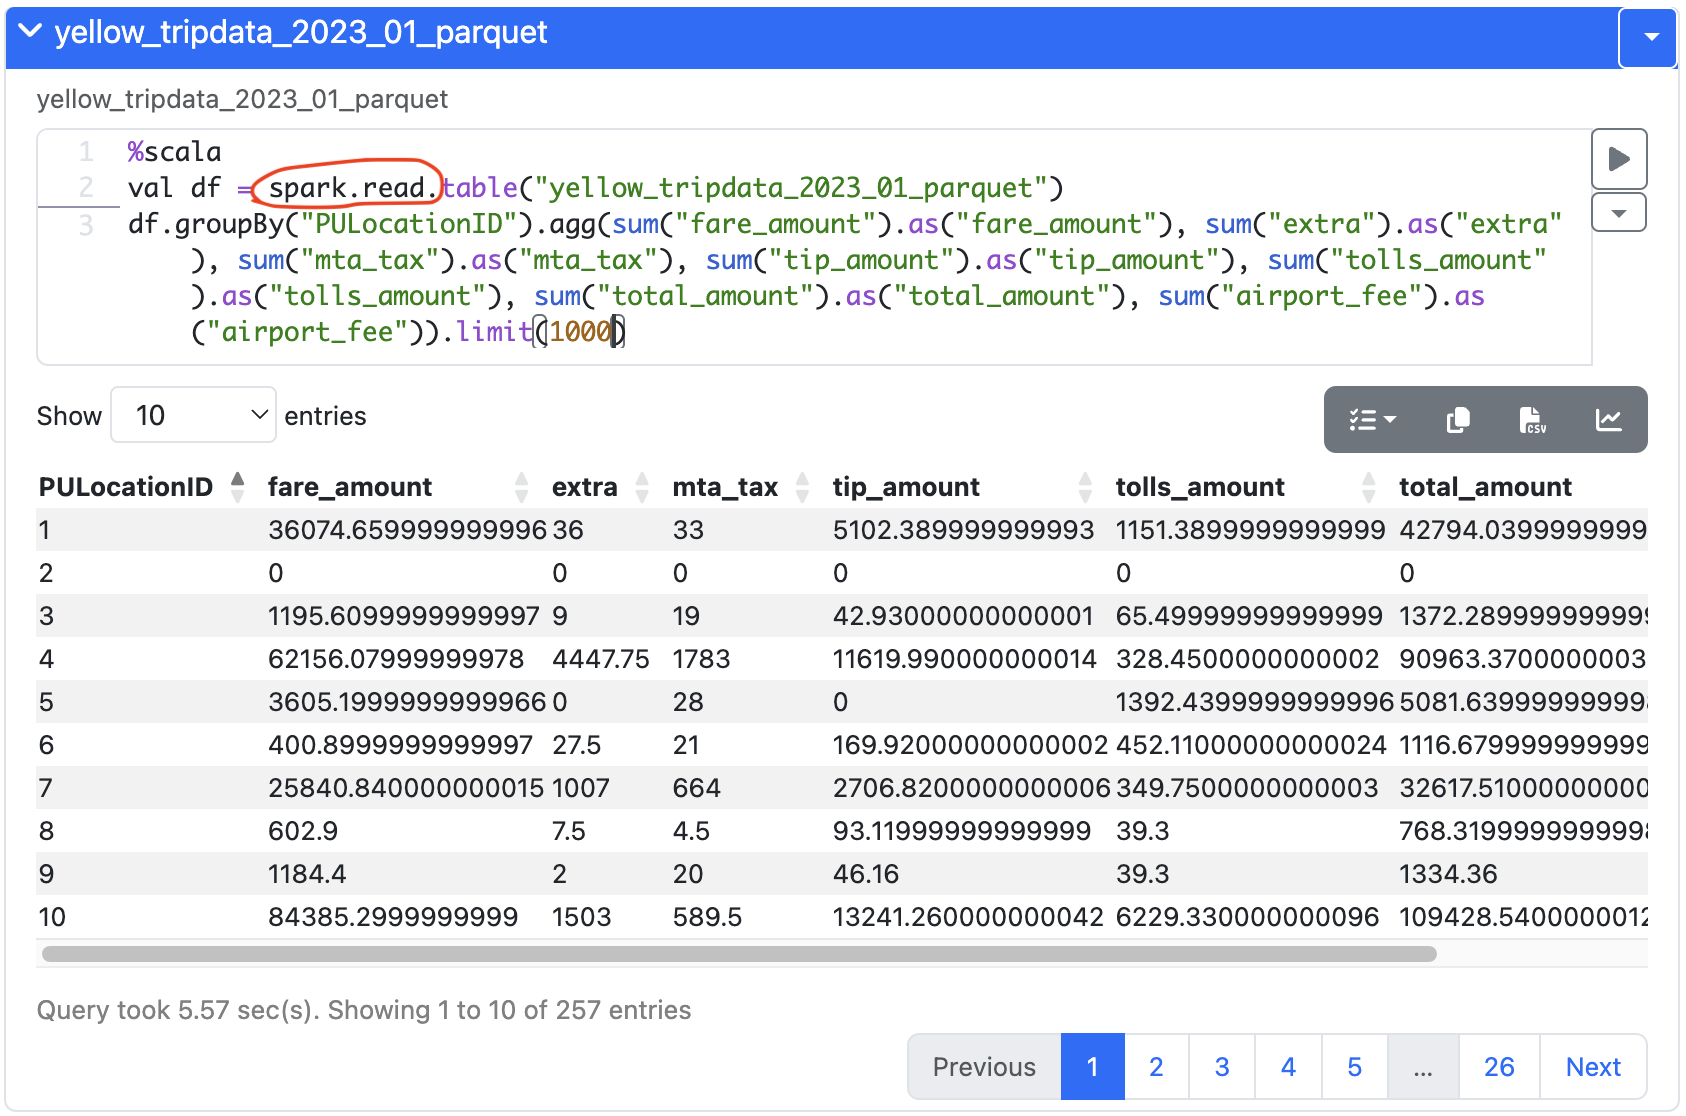 yellow_tripdata_2023_01_parquet
yellow_tripdata_2023_01_parquet
1 %scala
2 val df = spark.read.table("yellow_tripdata_2023_01_parquet")
3 df.groupBy("PULocationID").agg(sum("fare_amount").as("fare_amount"), sum("extra").as("extra"
), sum("mta_tax").as("mta_tax"), sum("tip_amount").as("tip_amount"), sum("tolls_amount"
).as("tolls_amount"), sum("total_amount").as("total_amount"), sum("airport_fee").as
("airport_fee")).limit(1000)
Show 10 entries
CSV
PULocationID fare_amount extra mta_tax tip_amount tolls_amount total_amount
1 36074.659999999996 36 33 5102.389999999993 1151.3899999999999 42794.0399999999
2 0 0 0 0 0 0
3 1195.6099999999997 9 19 42.93000000000001 65.49999999999999 1372.289999999999
4 62156.07999999978 4447.75 1783 11619.990000000014 328.4500000000002 90963.3700000003
5 3605.1999999999966 0 28 0 1392.4399999999996 5081.639999999998
6 400.8999999999997 27.5 21 169.92000000000002 452.11000000000024 1116.679999999999
7 25840.840000000015 1007 664 2706.8200000000006 349.7500000000003 32617.5100000000
8 602.9 7.5 4.5 93.11999999999999 39.3 768.3199999999998
9 1184.4 2 20 46.16 39.3 1334.36
10 84385.2999999999 1503 589.5 13241.260000000042 6229.330000000096 109428.5400000012
Query took 5.57 sec(s). Showing 1 to 10 of 257 entries
Previous 1 2 3 4 5 ... 26 Next